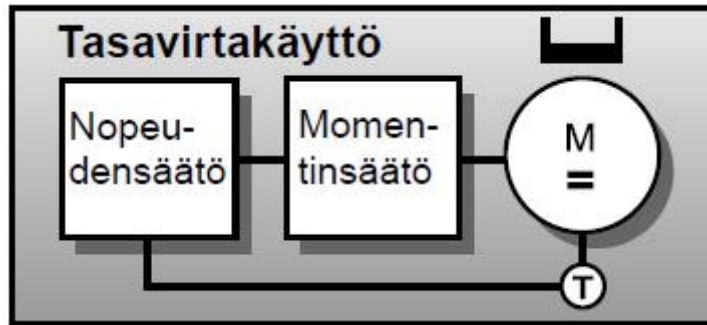 Tasavirtakäyttö
Nopeu-
densäätö
Momen-
tinsäätö
M
=
T